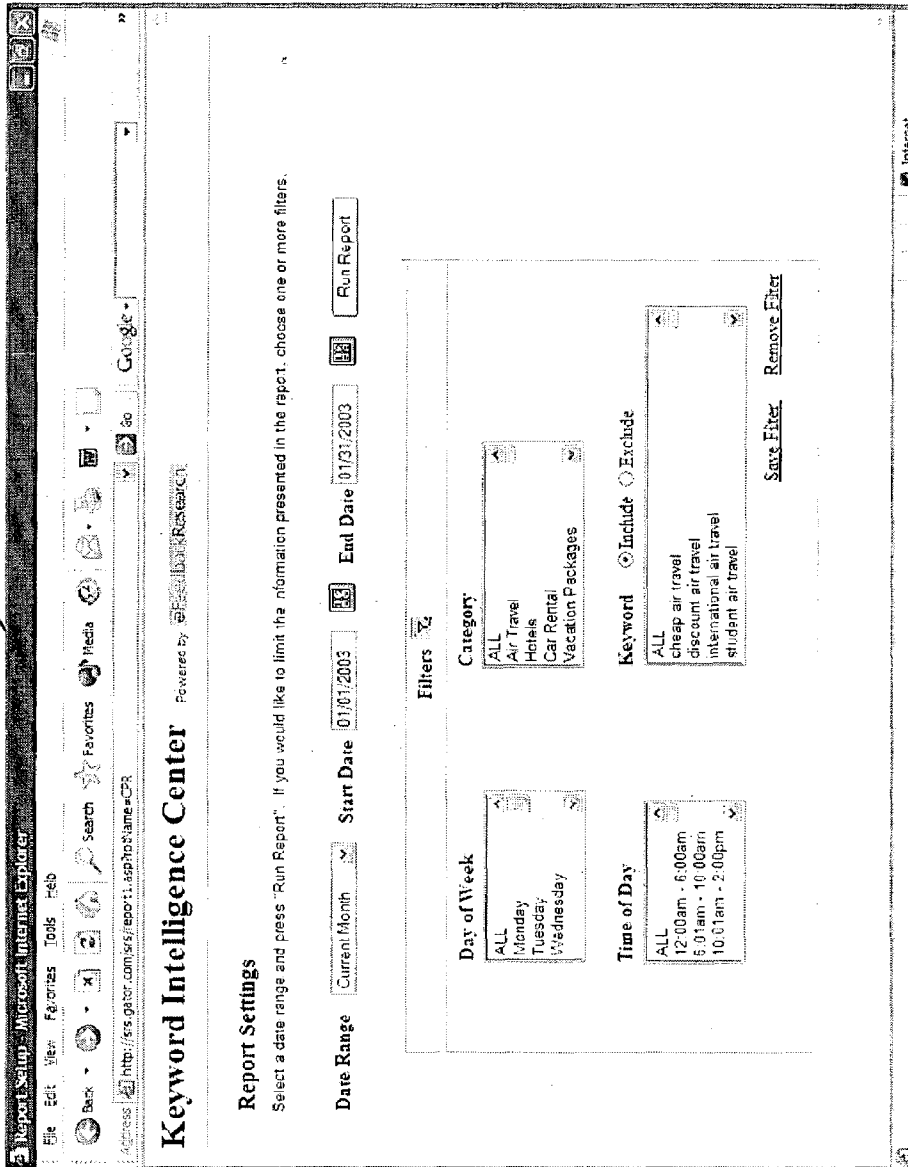 Report Setup - Microsoft Internet Explorer
File Edit View Favorites Tools Help
Back Search Favorites Media
Address http://srs.gator.com/srs/report1.asp?rptName=CPR Go Google
Keyword Intelligence Center Powered by @FeedbackResearch
Report Settings
Select a date range and press "Run Report". If you would like to limit the information presented in the report, choose one or more filters.
Date Range Current Month Start Date 01/01/2003 End Date 01/31/2003 Run Report
Filters
Day of Week Category
ALL ALL
Monday Air Travel
Tuesday Hotels
Wednesday Car Rental
Vacation Packages
Time of Day Keyword Include Exclude
ALL ALL
12:00am - 6:00am cheap air travel
6:01am - 10:00am discount air travel
10:01am - 2:00pm international air travel
student air travel
Save Filter Remove Filter
Internet